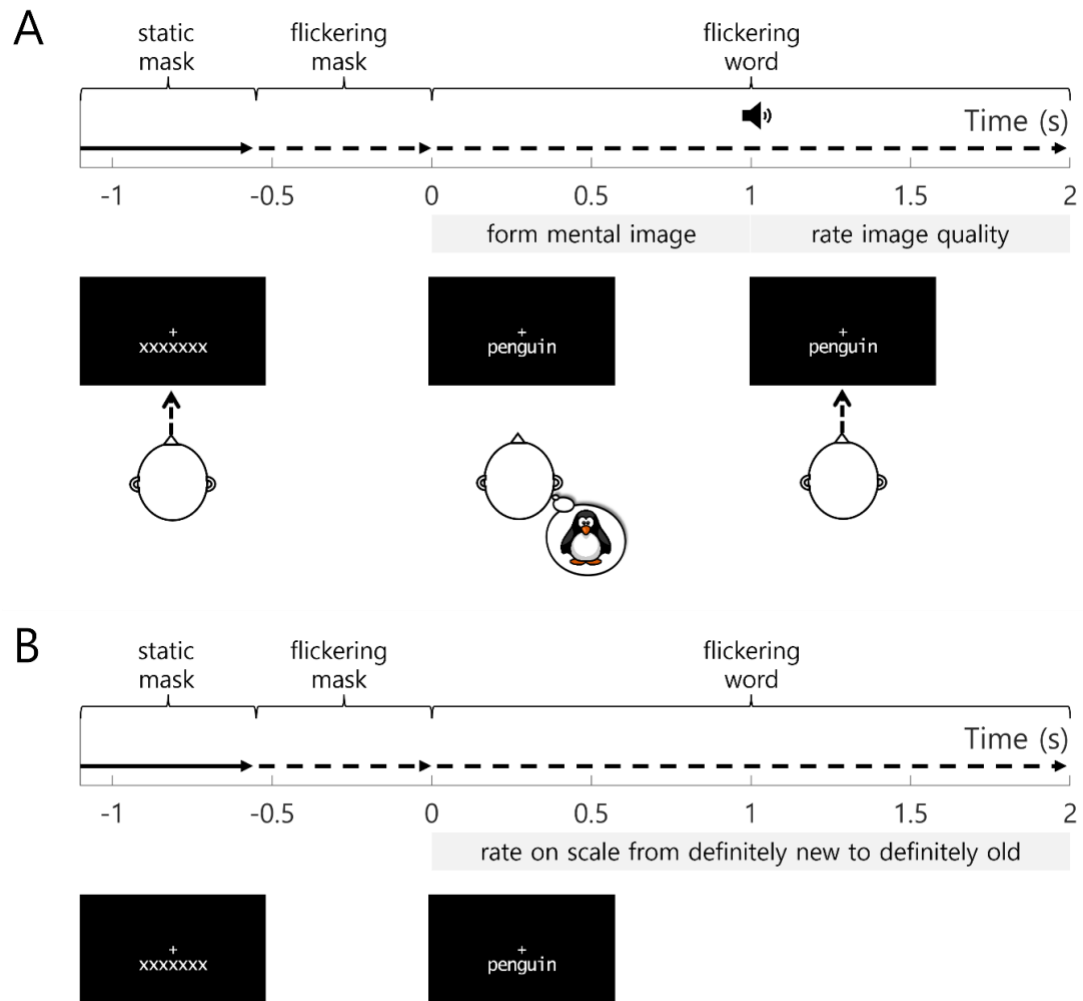 A
static mask
flickering mask
flickering word
Time (s)
-1 -0.5 0 0.5 1 1.5 2
form mental image rate image quality
+ + +
xxxxxxx penguin penguin
B
static mask
flickering mask
flickering word
Time (s)
-1 -0.5 0 0.5 1 1.5 2
rate on scale from definitely new to definitely old
+ +
xxxxxxx penguin